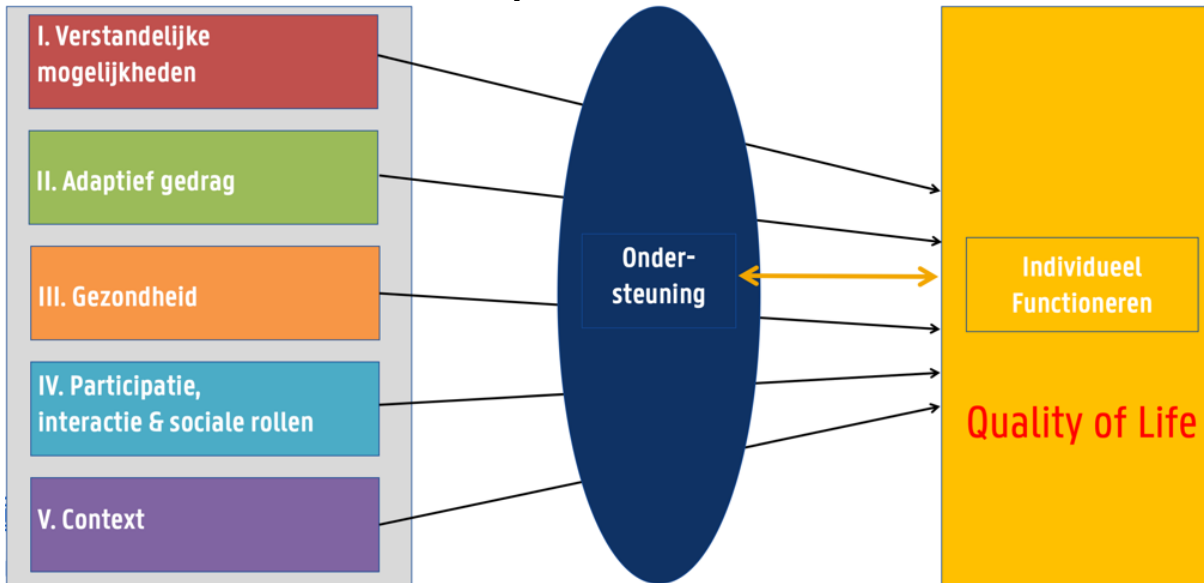 I. Verstandelijke
mogelijkheden
II. Adaptief gedrag
III. Gezondheid
IV. Participatie,
interactie & sociale rollen
V. Context
Onder-
steuning
Individueel
Functioneren
Quality of Life